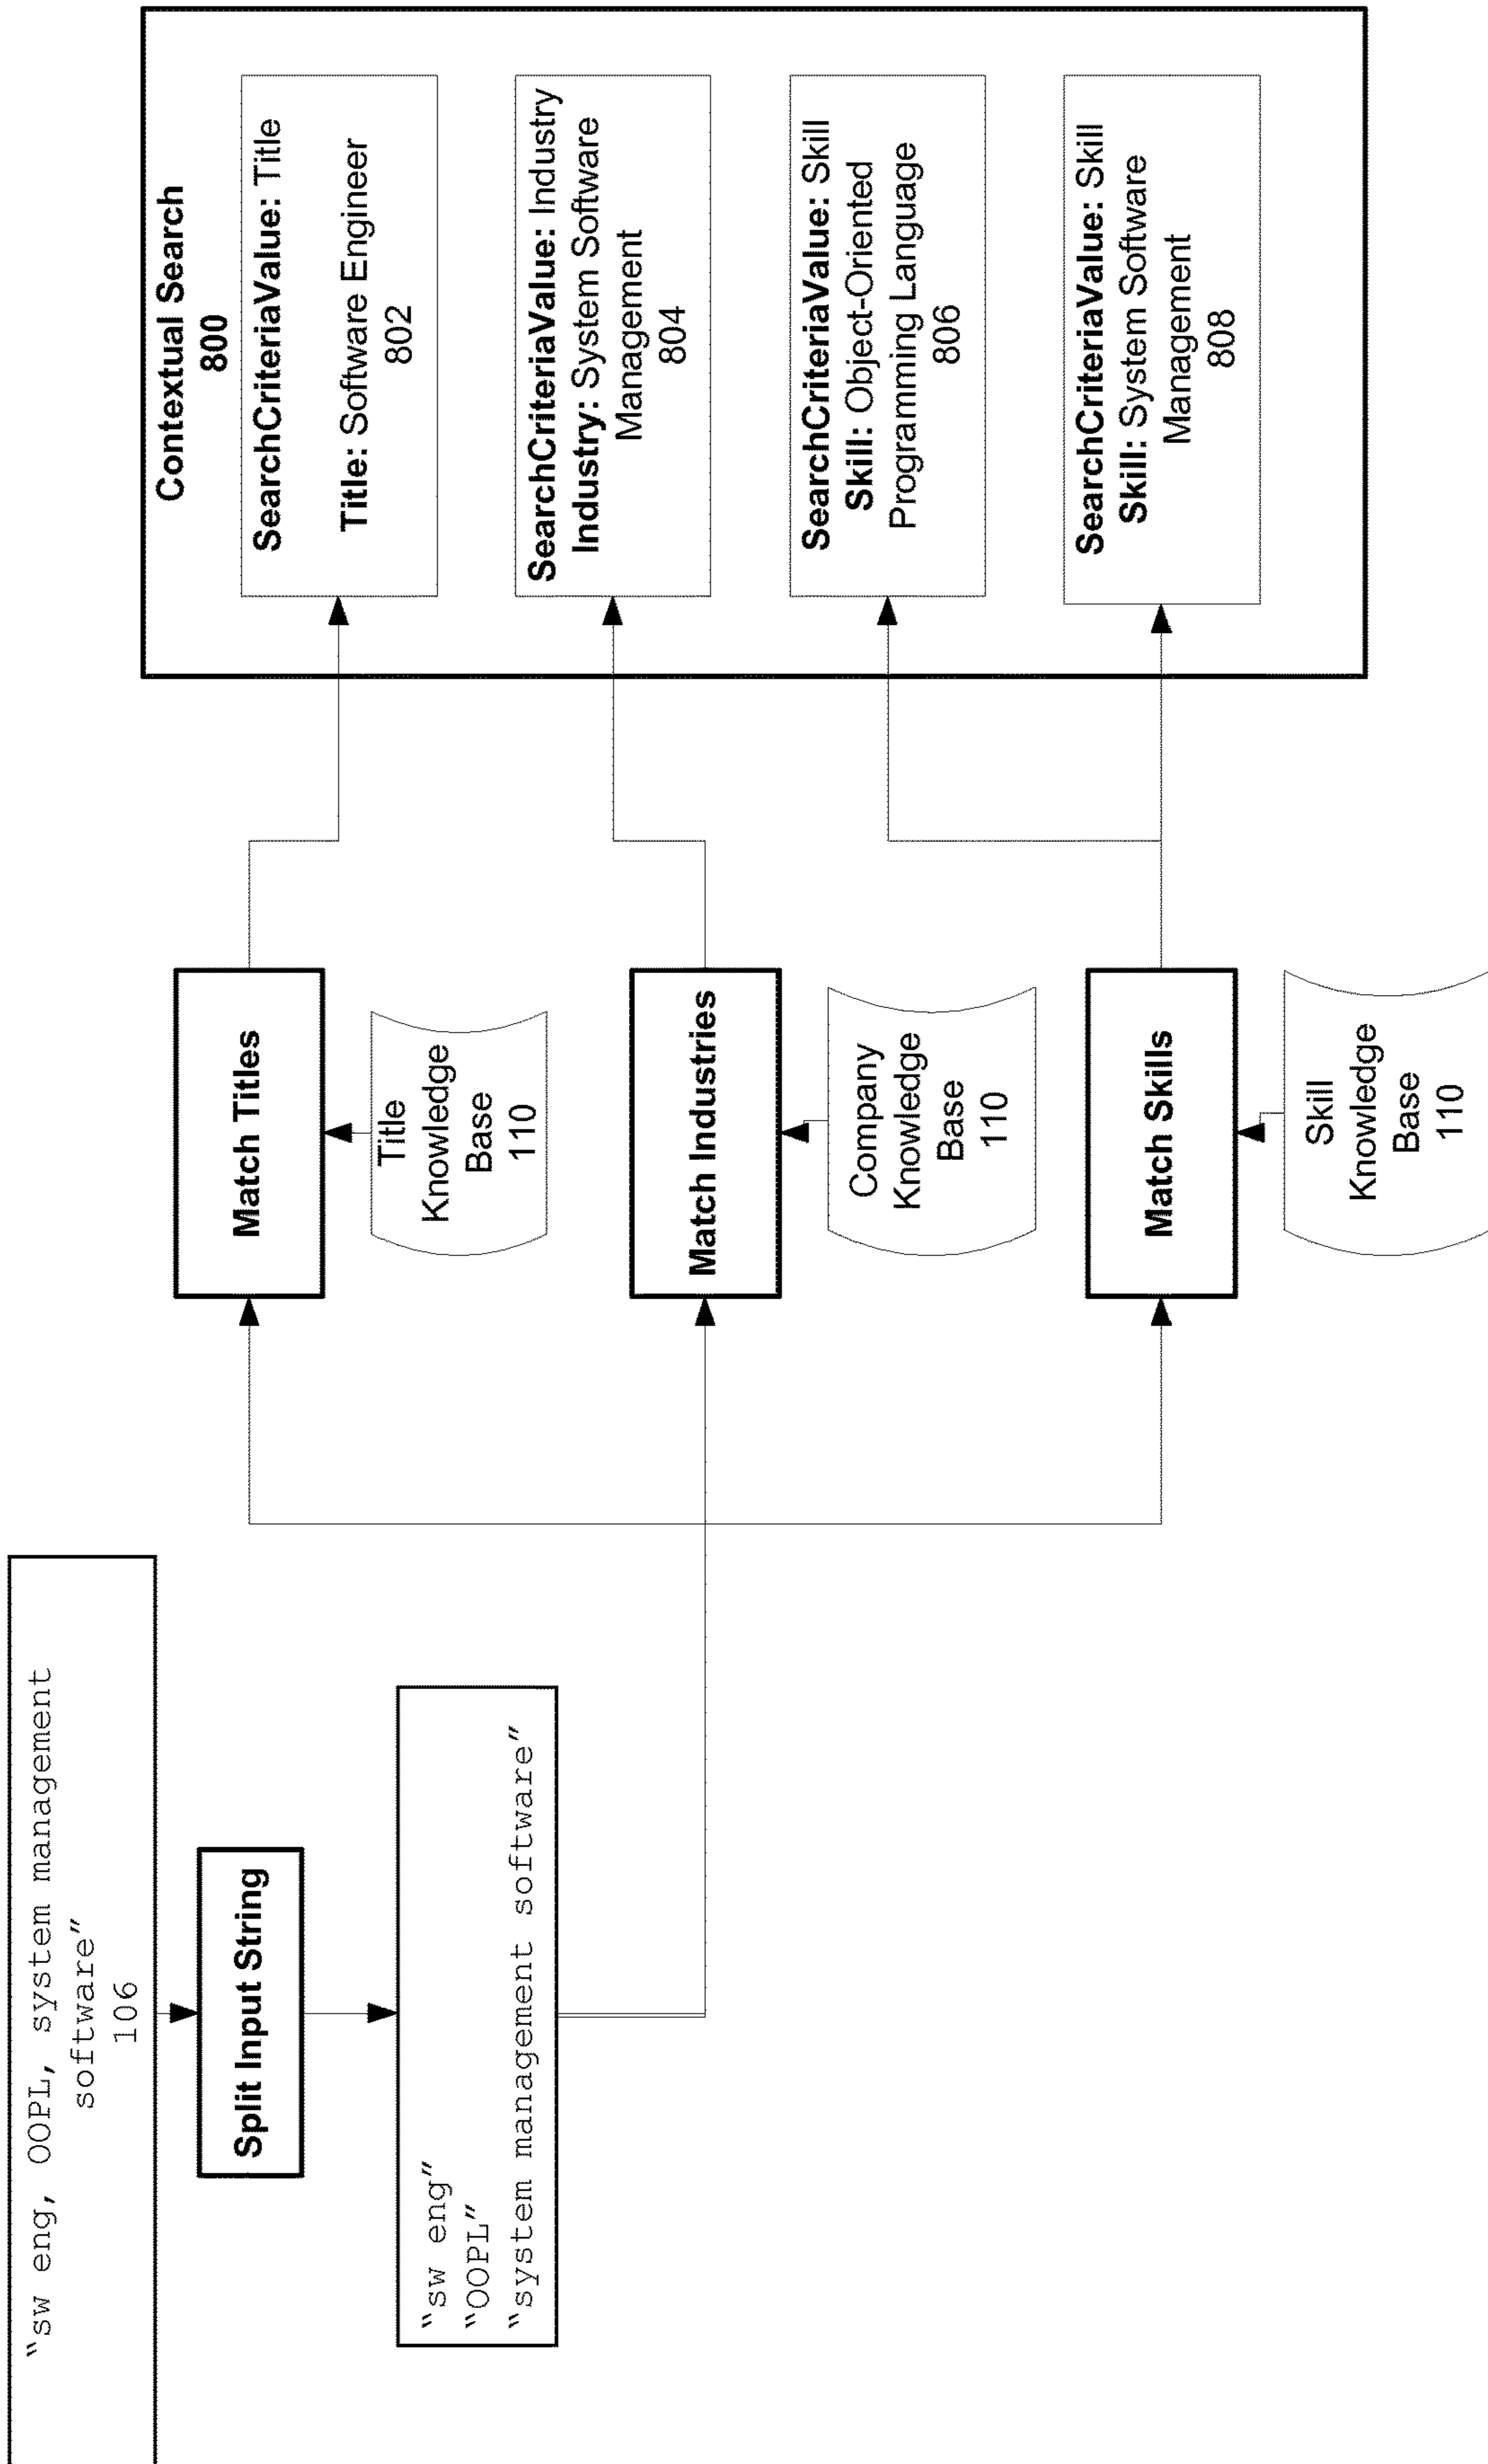 “sw eng, OOPL, system management
software”
106
Split Input String
“sw eng”
“OOPL”
“system management software”
Match Titles
Title
Knowledge
Base
110
Match Industries
Company
Knowledge
Base
110
Match Skills
Skill
Knowledge
Base
110
Contextual Search
800
SearchCriteriaValue: Title
Title: Software Engineer
802
SearchCriteriaValue: Industry
Industry: System Software
Management
804
SearchCriteriaValue: Skill
Skill: Object-Oriented
Programming Language
806
SearchCriteriaValue: Skill
Skill: System Software
Management
808